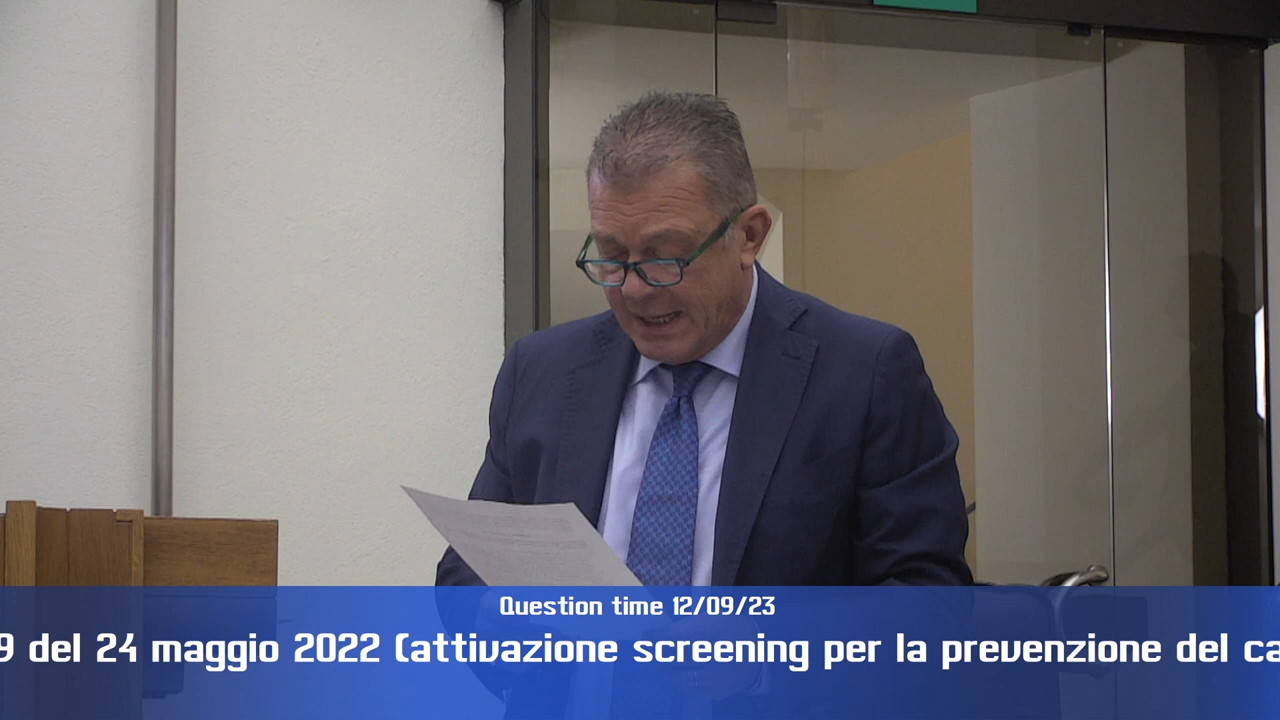 Question time 12/09/23
9 del 24 maggio 2022 (attivazione screening per la prevenzione del ca